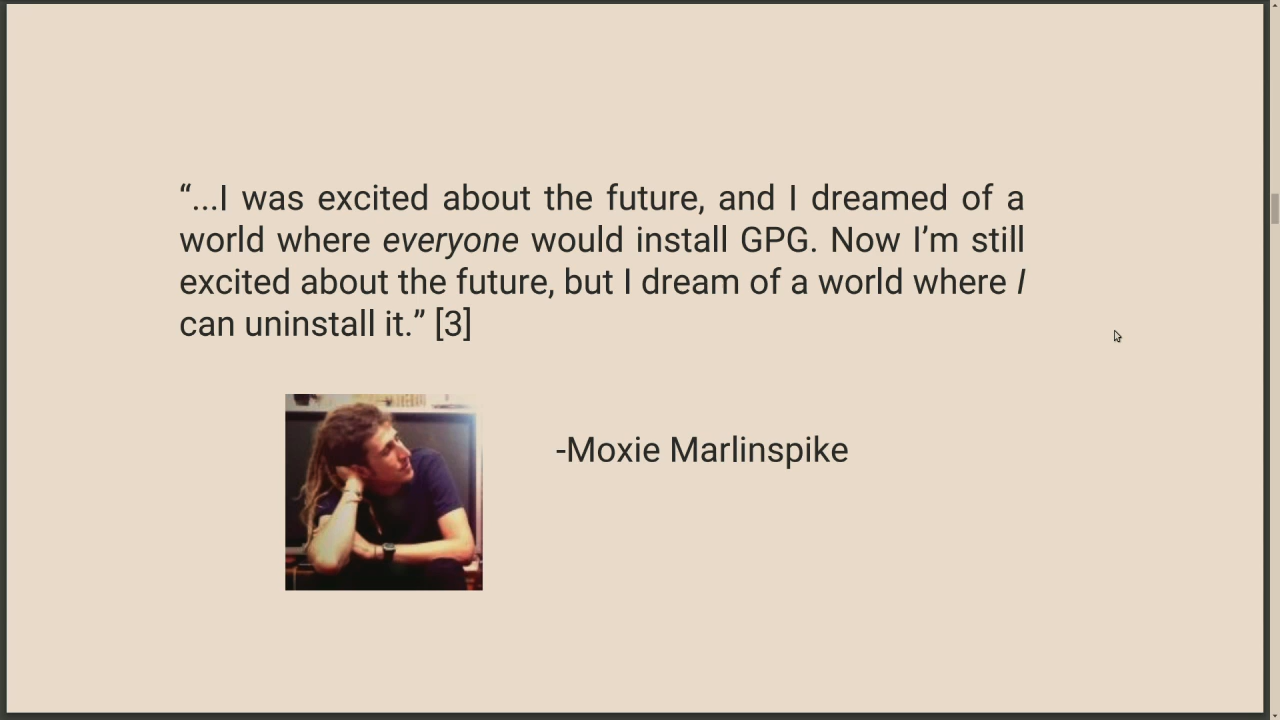 “...I was excited about the future, and I dreamed of a
world where everyone would install GPG. Now I’m still
excited about the future, but I dream of a world where I
can uninstall it.” [3]
-Moxie Marlinspike